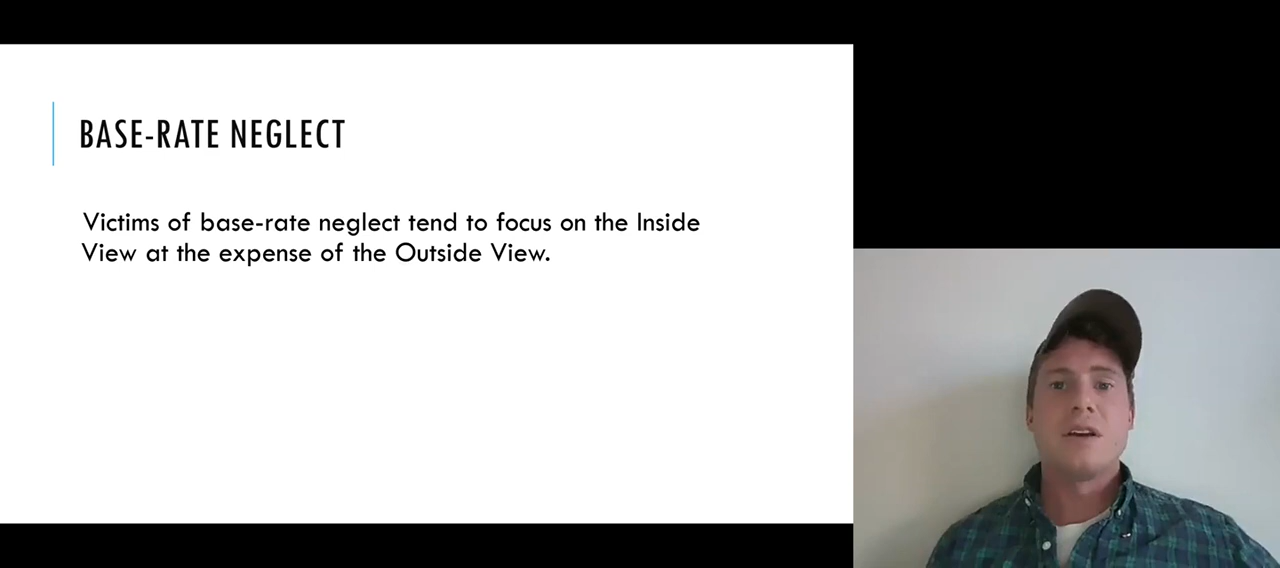 BASE-RATE NEGLECT
Victims of base-rate neglect tend to focus on the Inside
View at the expense of the Outside View.